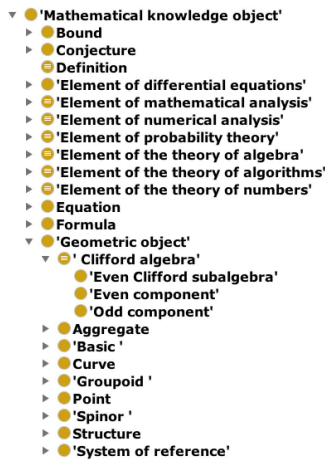 'Mathematical knowledge object'
Bound
Conjecture
Definition
'Element of differential equations'
'Element of mathematical analysis'
'Element of numerical analysis'
'Element of probability theory'
'Element of the theory of algebra'
'Element of the theory of algorithms'
'Element of the theory of numbers'
Equation
Formula
'Geometric object'
' Clifford algebra'
'Even Clifford subalgebra'
'Even component'
'Odd component'
Aggregate
'Basic '
Curve
'Groupoid '
Point
'Spinor '
Structure
'System of reference'